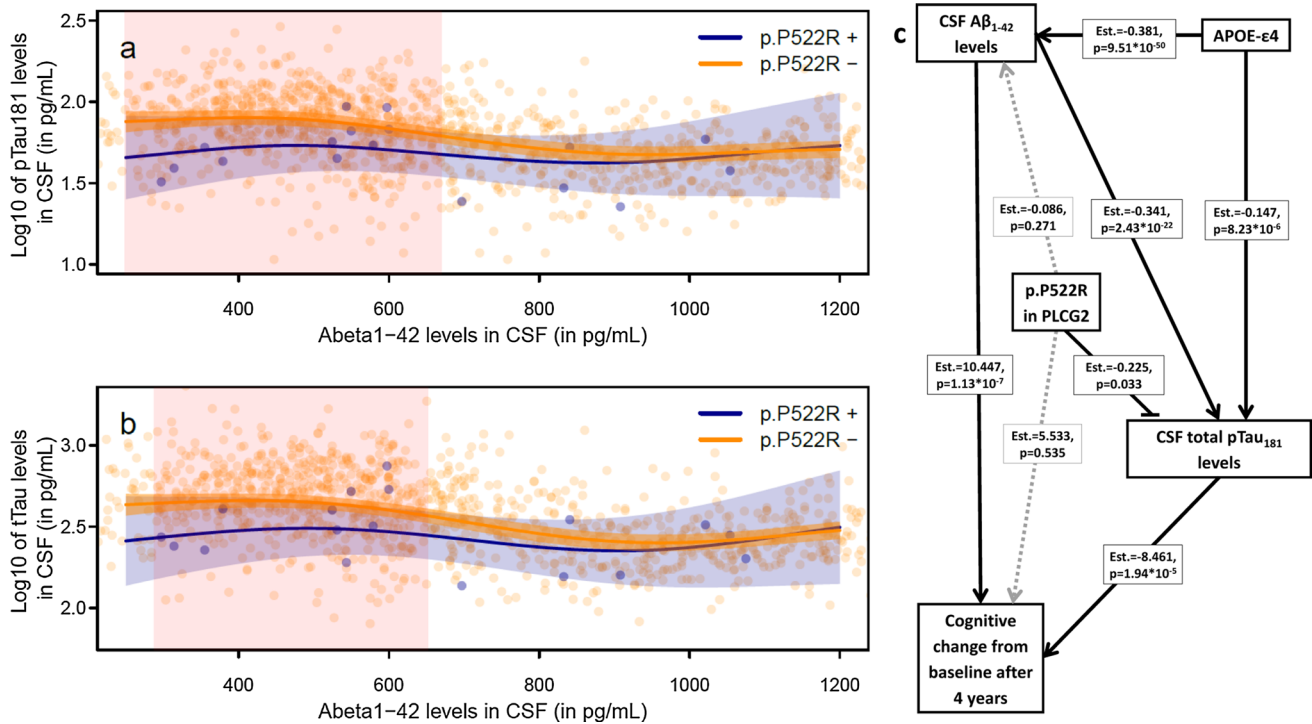 a
p.P522R +
p.P522R −
Log10 of pTau181 levels
in CSF (in pg/mL)
2.5
2.0
1.5
1.0
400
600
800
1000
1200
Abeta1−42 levels in CSF (in pg/mL)
b
p.P522R +
p.P522R −
Log10 of tTau levels
in CSF (in pg/mL)
3.0
2.5
2.0
400
600
800
1000
1200
Abeta1−42 levels in CSF (in pg/mL)
c
CSF Aβ₁₋₄₂
levels
Est.=-0.381,
p=9.51*10⁻⁵⁰
APOE-ε4
Est.=-0.086,
p=0.271
Est.=-0.341,
p=2.43*10⁻²²
Est.=-0.147,
p=8.23*10⁻⁶
p.P522R
in PLCG2
Est.=10.447,
p=1.13*10⁻⁷
Est.=-0.225,
p=0.033
Est.=5.533,
p=0.535
CSF total pTau₁₈₁
levels
Est.=-8.461,
p=1.94*10⁻⁵
Cognitive
change from
baseline after
4 years